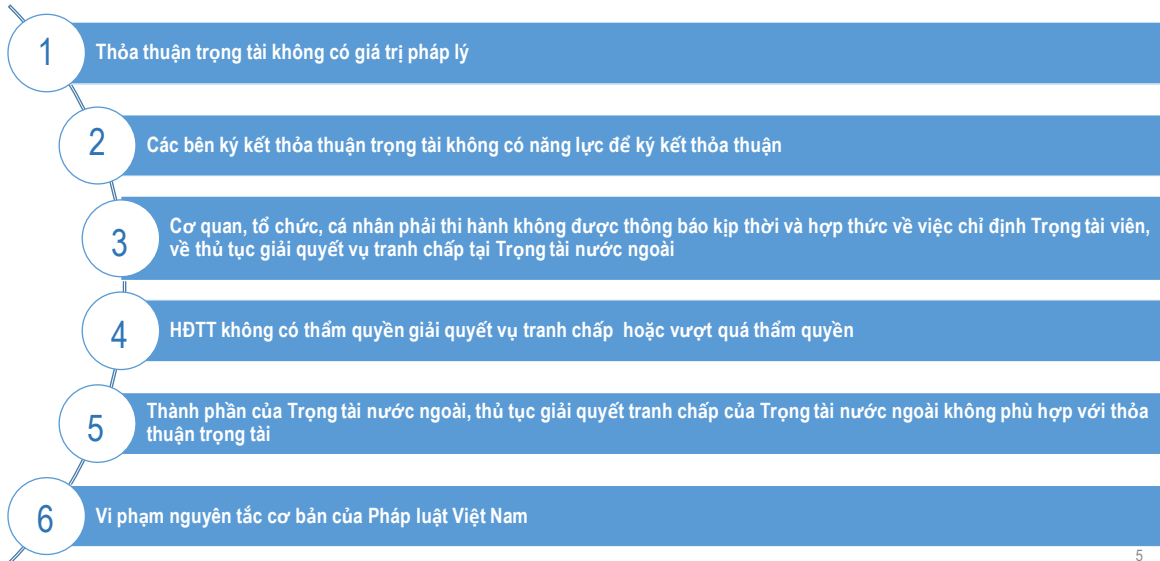 1
Thỏa thuận trọng tài không có giá trị pháp lý
2
Các bên ký kết thỏa thuận trọng tài không có năng lực để ký kết thỏa thuận
3
Cơ quan, tổ chức, cá nhân phải thi hành không được thông báo kịp thời và hợp thức về việc chỉ định Trọng tài viên,
về thủ tục giải quyết vụ tranh chấp tại Trọng tài nước ngoài
4
HĐTT không có thẩm quyền giải quyết vụ tranh chấp hoặc vượt quá thẩm quyền
5
Thành phần của Trọng tài nước ngoài, thủ tục giải quyết tranh chấp của Trọng tài nước ngoài không phù hợp với thỏa
thuận trọng tài
6
Vi phạm nguyên tắc cơ bản của Pháp luật Việt Nam
5